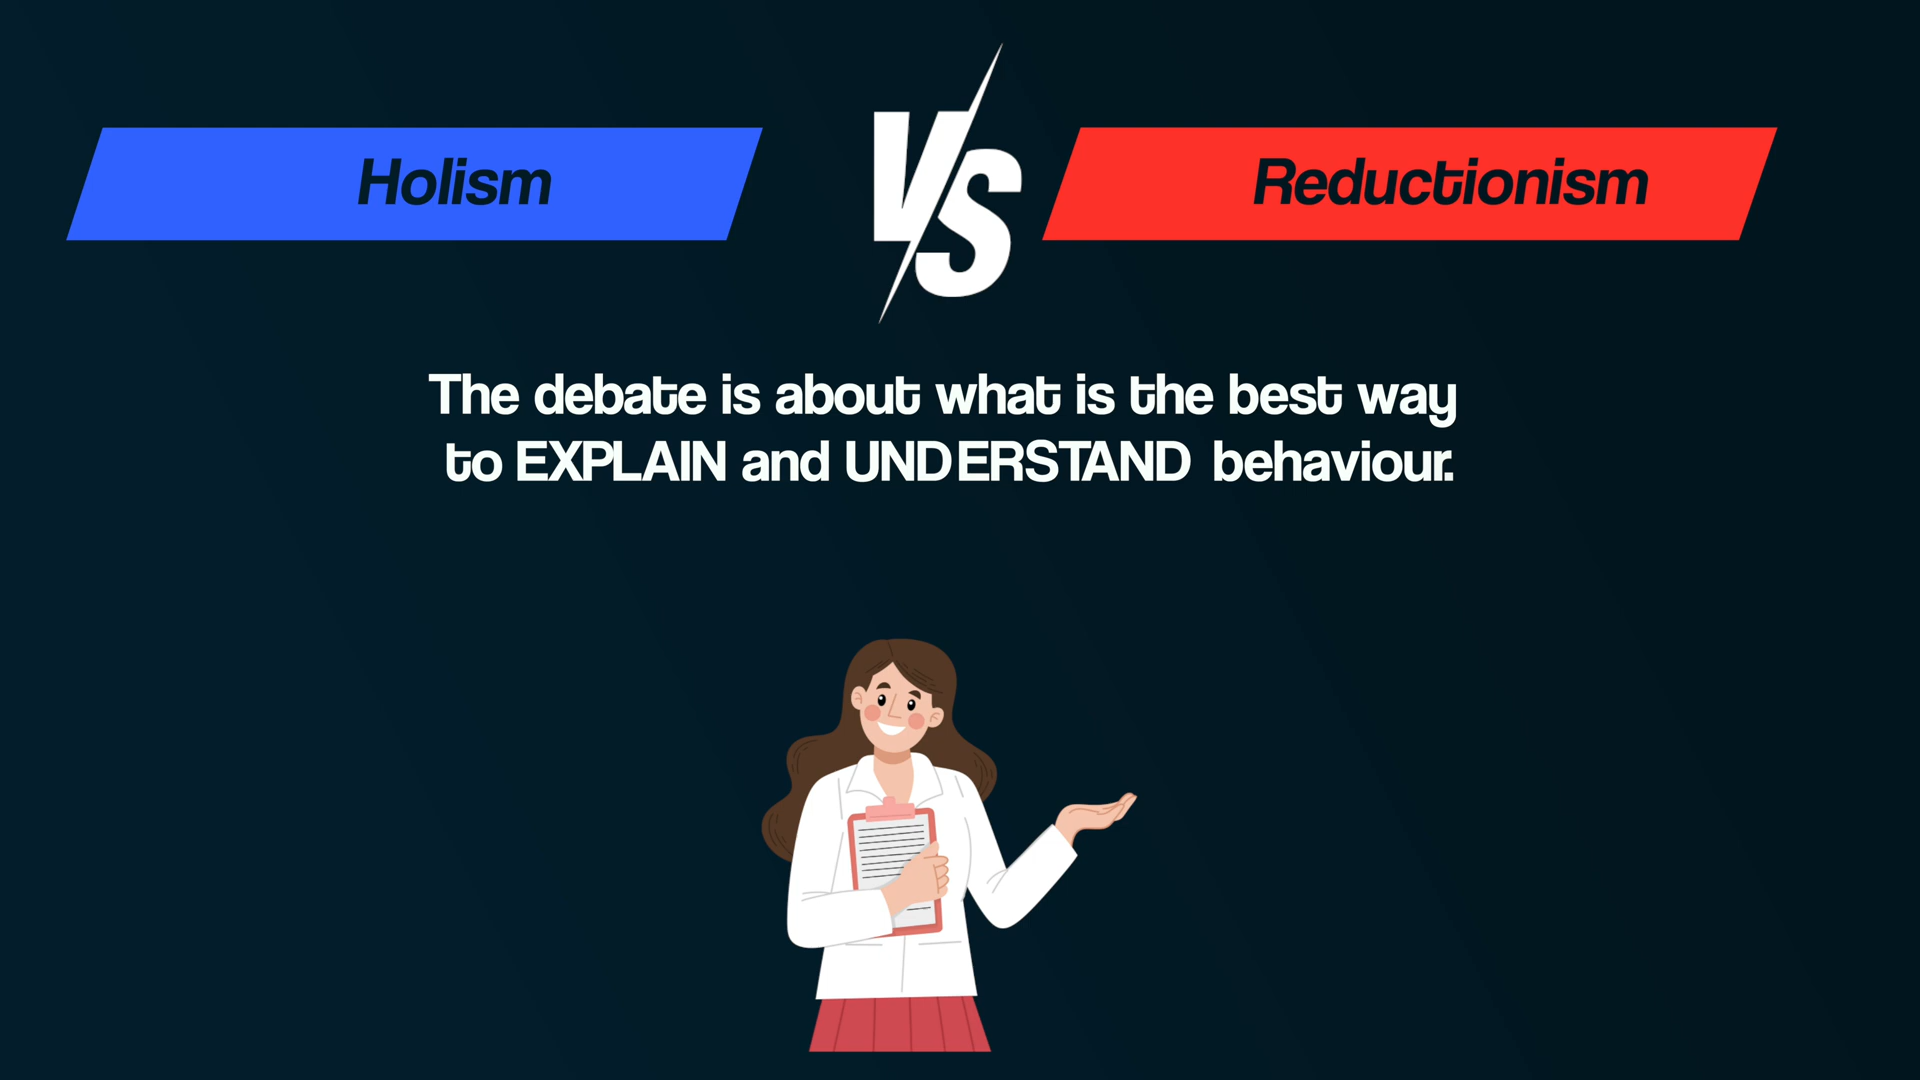 Holism
VS
Reductionism
The debate is about what is the best way
to EXPLAIN and UNDERSTAND behaviour.